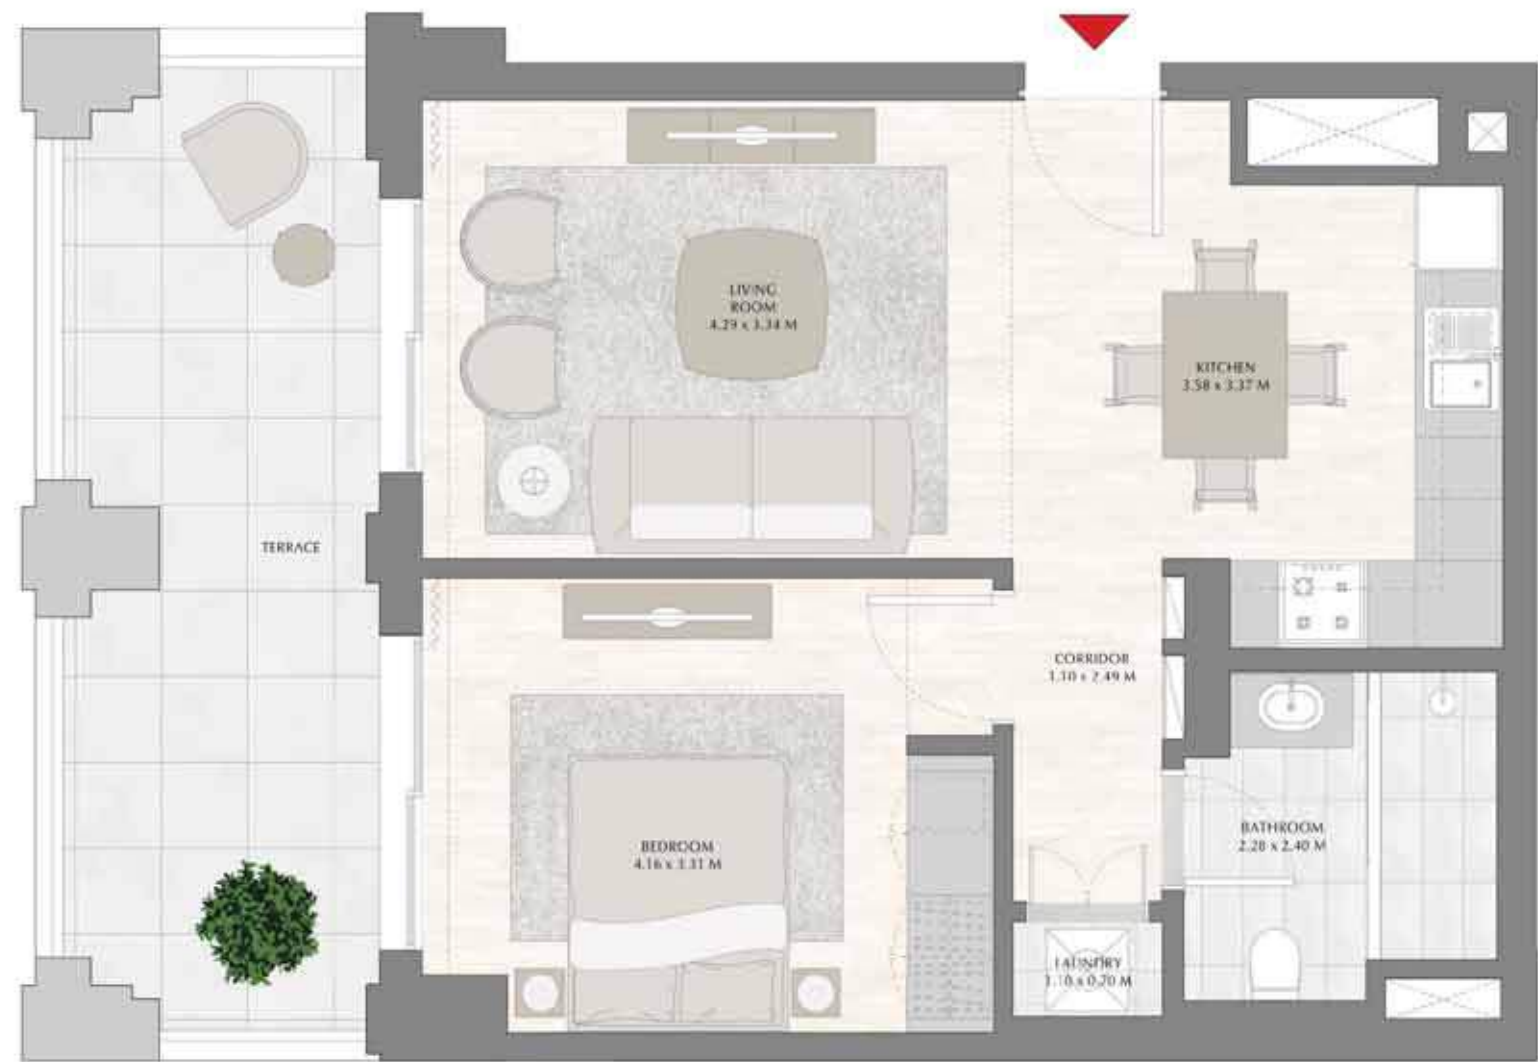 LIVING
ROOM
4.29 x 3.34 M
KITCHEN
3.58 x 3.37 M
TERRACE
CORRIDOR
1.10 x 2.49 M
BEDROOM
4.16 x 3.31 M
BATHROOM
2.28 x 2.40 M
LAUNDRY
1.10 x 0.70 M